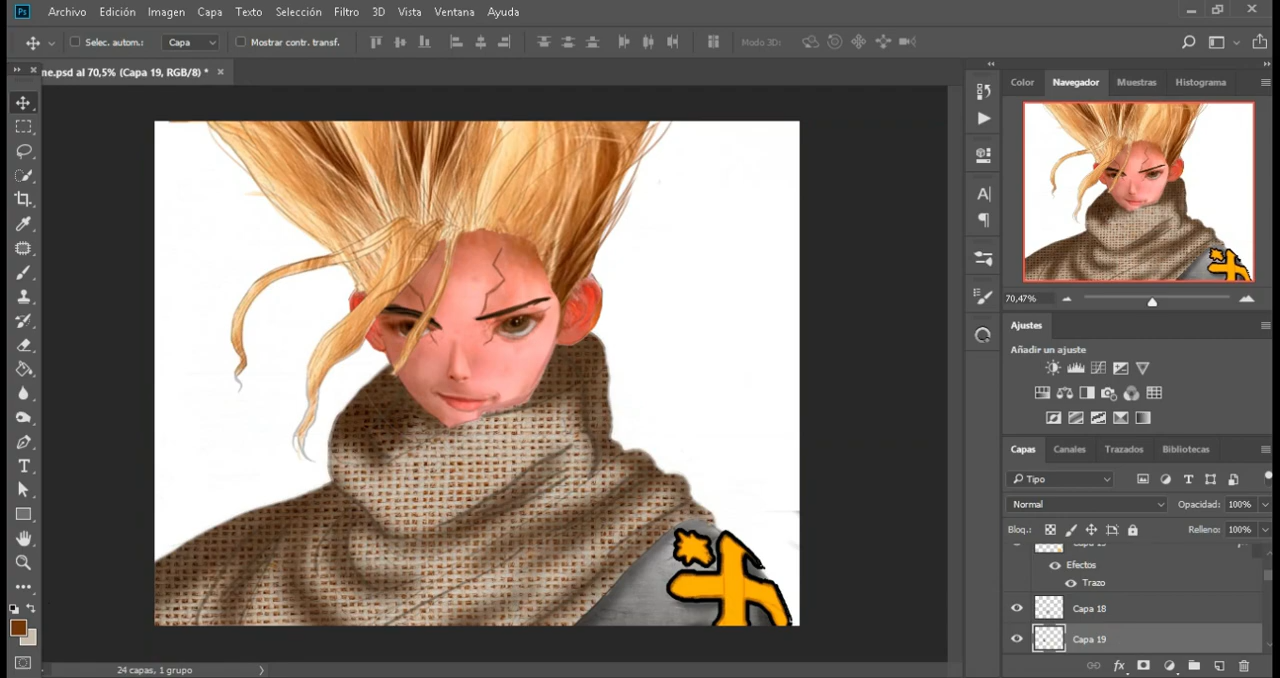 Ps Archivo Edición Imagen Capa Texto Selección Filtro 3D Vista Ventana Ayuda
Selec. autom.: Capa Mostrar contr. transf. Modo 3D:
me.psd al 70,5% (Capa 19, RGB/8) * ×
Color Navegador Muestras Histograma
70,47%
Ajustes
Añadir un ajuste
Capas Canales Trazados Bibliotecas
Tipo
Normal Opacidad: 100%
Bloq.: Relleno: 100%
Efectos
Trazo
Capa 18
Capa 19
24 capas, 1 grupo